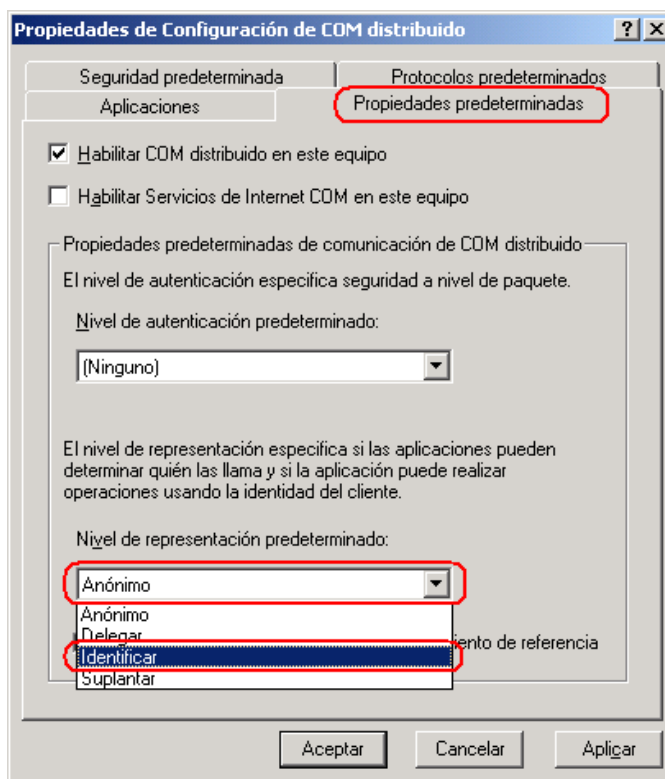 Propiedades de Configuración de COM distribuido
Seguridad predeterminada
Protocolos predeterminados
Aplicaciones
Propiedades predeterminadas
Habilitar COM distribuido en este equipo
Habilitar Servicios de Internet COM en este equipo
Propiedades predeterminadas de comunicación de COM distribuido
El nivel de autenticación especifica seguridad a nivel de paquete.
Nivel de autenticación predeterminado:
(Ninguno)
El nivel de representación especifica si las aplicaciones pueden
determinar quién las llama y si la aplicación puede realizar
operaciones usando la identidad del cliente.
Nivel de representación predeterminado:
Anónimo
Anónimo
Delegar
Identificar
Suplantar
de referencia
Aceptar
Cancelar
Aplicar